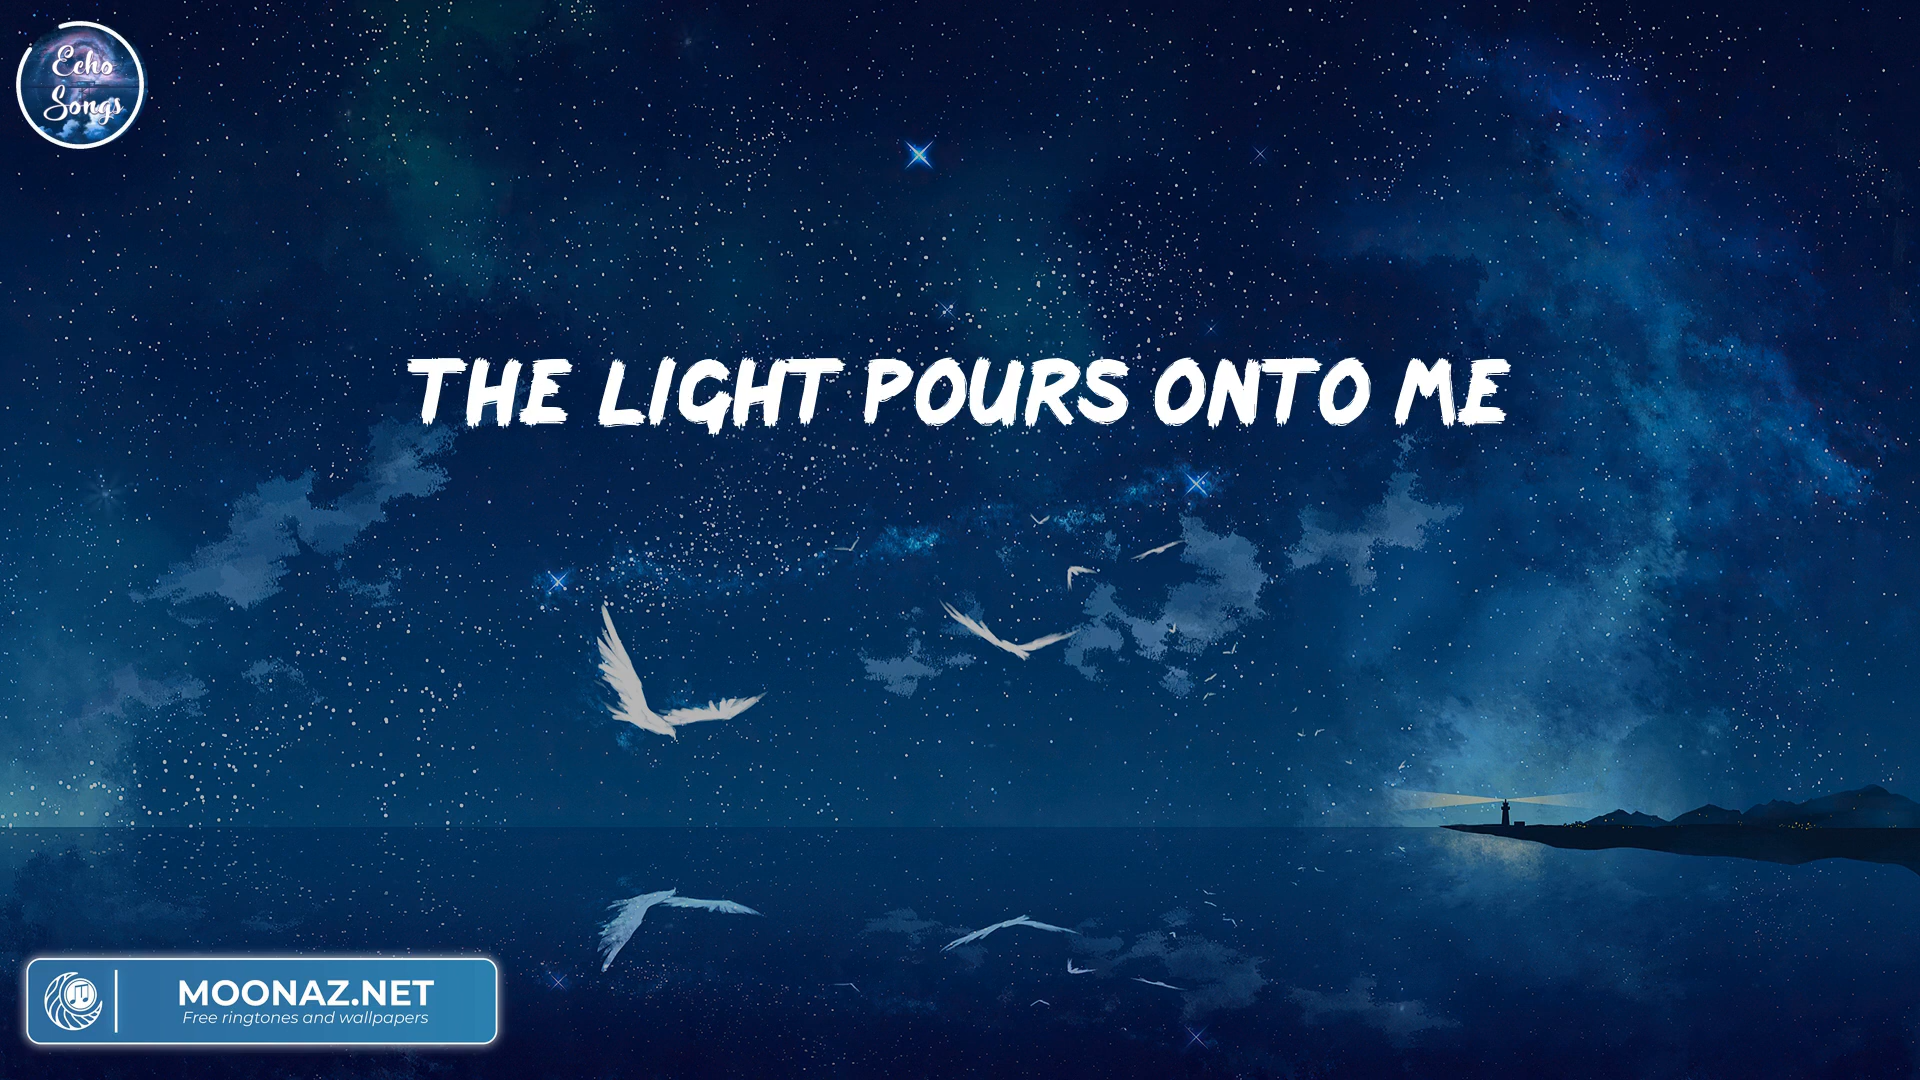 Echo
Songs
THE LIGHT POURS ONTO ME
MOONAZ.NET
Free ringtones and wallpapers